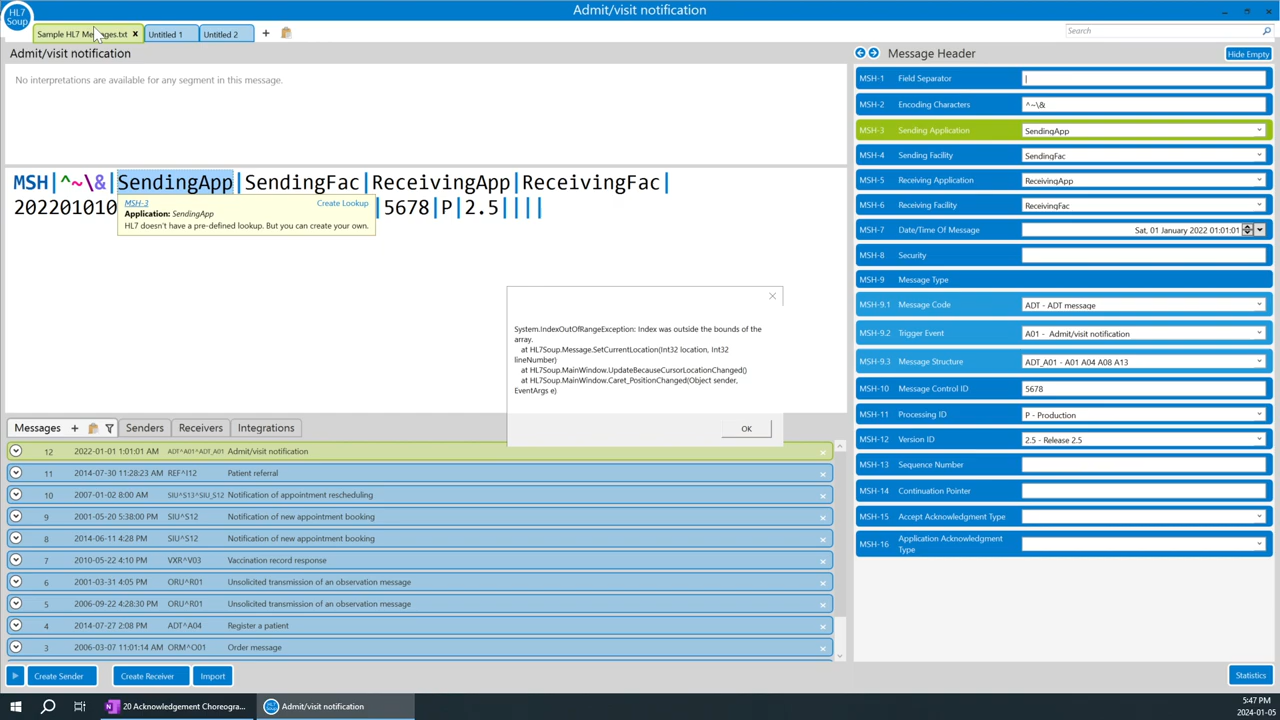 HL7
Soup
Admit/visit notification
Sample HL7 Messages.txt
Untitled 1
Untitled 2
+
Search
Admit/visit notification
No interpretations are available for any segment in this message.
MSH|^~\&|SendingApp|SendingFac|ReceivingApp|ReceivingFac|
202201010
|5678|P|2.5||||
MSH-3 Create Lookup
Application: SendingApp
HL7 doesn't have a pre-defined lookup. But you can create your own.
System.IndexOutOfRangeException: Index was outside the bounds of the
array.
at HL7Soup.Message.SetCurrentLocation(Int32 location, Int32
lineNumber)
at HL7Soup.MainWindow.UpdateBecauseCursorLocationChanged()
at HL7Soup.MainWindow.Caret_PositionChanged(Object sender,
EventArgs e)
OK
Messages + Senders Receivers Integrations
12 2022-01-01 1:01:01 AM ADT^A01^ADT_A01 Admit/visit notification
11 2014-07-30 11:28:23 AM REF^I12 Patient referral
10 2007-01-02 8:00 AM SIU^S13^SIU_S12 Notification of appointment rescheduling
9 2001-05-20 5:38:00 PM SIU^S12 Notification of new appointment booking
8 2014-06-11 4:28 PM SIU^S12 Notification of new appointment booking
7 2010-05-22 4:10 PM VXR^V03 Vaccination record response
6 2001-03-31 4:05 PM ORU^R01 Unsolicited transmission of an observation message
5 2006-09-22 4:28:30 PM ORU^R01 Unsolicited transmission of an observation message
4 2014-07-27 2:08 PM ADT^A04 Register a patient
3 2006-03-07 11:01:14 AM ORM^O01 Order message
Create Sender
Create Receiver
Import
Message Header
Hide Empty
MSH-1 Field Separator |
MSH-2 Encoding Characters ^~\&
MSH-3 Sending Application SendingApp
MSH-4 Sending Facility SendingFac
MSH-5 Receiving Application ReceivingApp
MSH-6 Receiving Facility ReceivingFac
MSH-7 Date/Time Of Message Sat, 01 January 2022 01:01:01
MSH-8 Security
MSH-9 Message Type
MSH-9.1 Message Code ADT - ADT message
MSH-9.2 Trigger Event A01 - Admit/visit notification
MSH-9.3 Message Structure ADT_A01 - A01 A04 A08 A13
MSH-10 Message Control ID 5678
MSH-11 Processing ID P - Production
MSH-12 Version ID 2.5 - Release 2.5
MSH-13 Sequence Number
MSH-14 Continuation Pointer
MSH-15 Accept Acknowledgment Type
MSH-16 Application Acknowledgment
Type
Statistics
20 Acknowledgement Choreogra...
Admit/visit notification
5:47 PM
2024-01-05